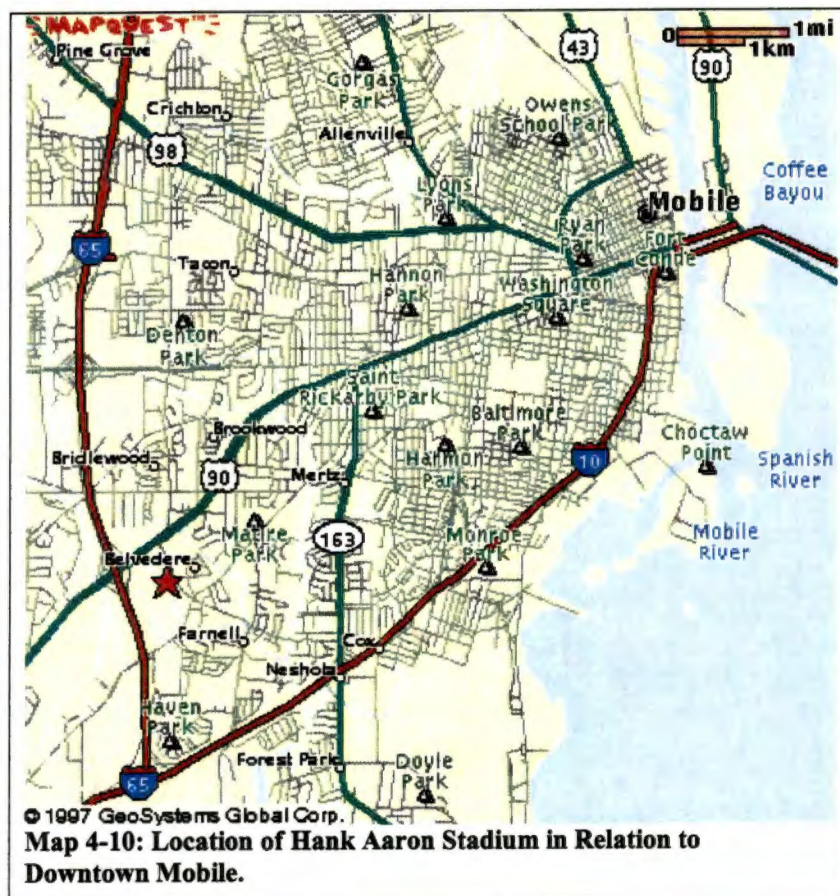 MAPQUEST™
Pine Grove
43
0 1mi
1km
90
Gorgas
Park
Crichton
Owens
School Park
Allenville
98
Coffee
Bayou
Lyons
Park
Mobile
Ryan
Park
Fort
Conde
65
Tacon
Hannon
Park
Washington
Square
Denton
Park
Saint
Rickarby Park
Brookwood
Baltimore
Park
Choctaw
Point
Bridlewood
Harmon
Park
10
Spanish
River
90
Mertz
Matire
Park
163
Monroe
Park
Mobile
River
Belvedere
Farnell
Cox
Neshota
Haven
Park
Forest Park
Doyle
Park
65
© 1997 GeoSystems Global Corp.
Map 4-10: Location of Hank Aaron Stadium in Relation to
Downtown Mobile.